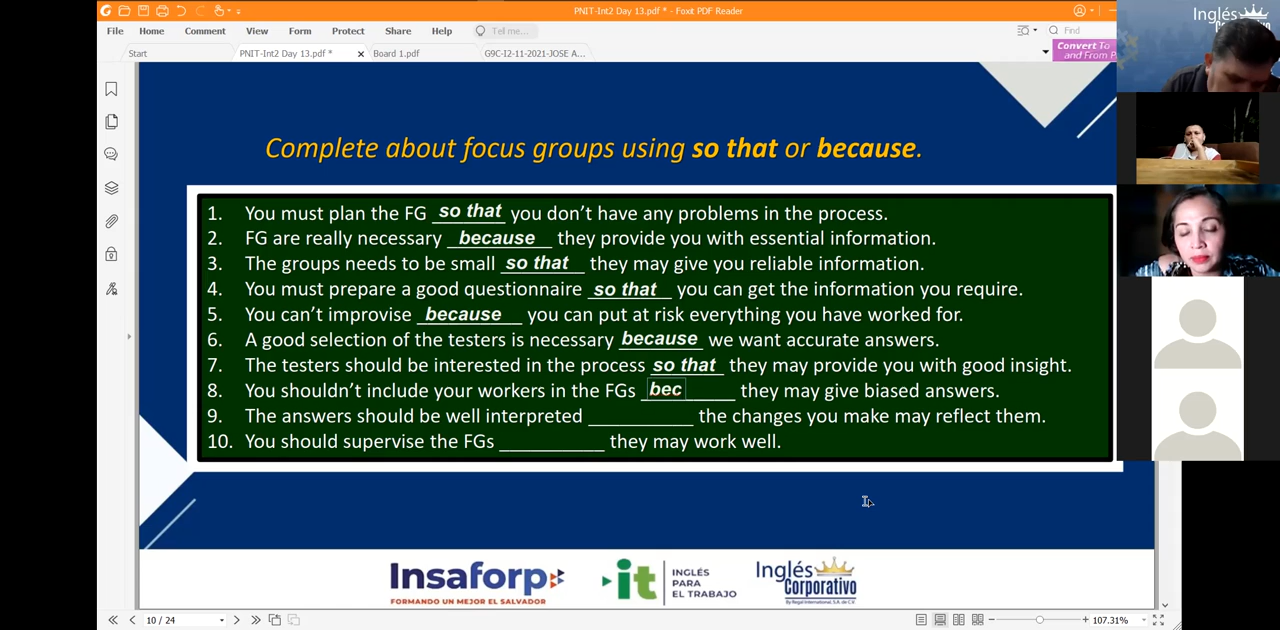 PNIT-Int2 Day 13.pdf * - Foxit PDF Reader
File Home Comment View Form Protect Share Help Tell me... Find
Start PNIT-Int2 Day 13.pdf * Board 1.pdf G9C-I2-11-2021-JOSE A...
Convert To
and From P
Inglés
Complete about focus groups using so that or because.
1. You must plan the FG so that you don't have any problems in the process.
2. FG are really necessary because they provide you with essential information.
3. The groups needs to be small so that they may give you reliable information.
4. You must prepare a good questionnaire so that you can get the information you require.
5. You can't improvise because you can put at risk everything you have worked for.
6. A good selection of the testers is necessary because we want accurate answers.
7. The testers should be interested in the process so that they may provide you with good insight.
8. You shouldn't include your workers in the FGs bec______ they may give biased answers.
9. The answers should be well interpreted __________ the changes you make may reflect them.
10. You should supervise the FGs __________ they may work well.
Insaforp
FORMANDO UN MEJOR EL SALVADOR
it INGLÉS
PARA
EL TRABAJO
Inglés
Corporativo
By Regal International, S.A. de C.V.
10 / 24
107.31%